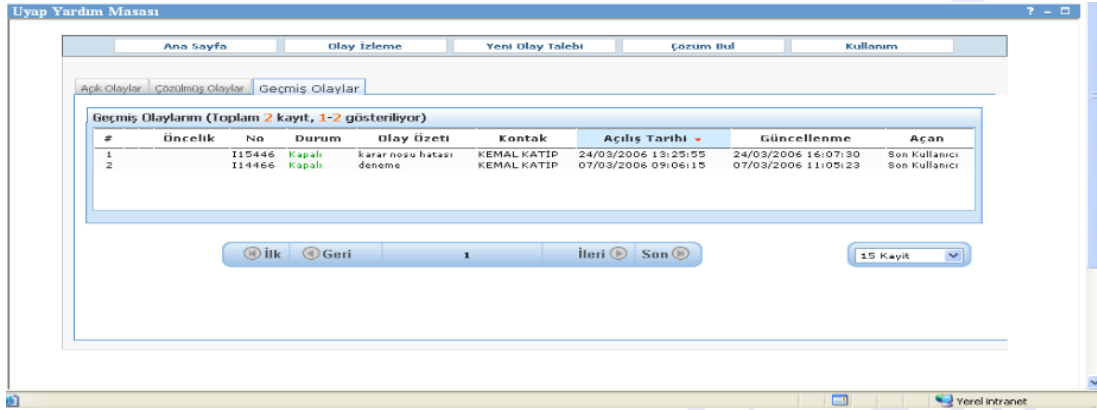 Uyap Yardım Masası ? – □
Ana Sayfa Olay İzleme Yeni Olay Talebi Çözüm Bul Kullanım
Açık Olaylar Çözülmüş Olaylar Geçmiş Olaylar
Geçmiş Olaylarım (Toplam 2 kayıt, 1-2 gösteriliyor)
# Öncelik No Durum Olay Özeti Kontak Açılış Tarihi Güncellenme Açan
1 I15446 Kapalı karar nosu hatası KEMAL KATİP 24/03/2006 13:25:55 24/03/2006 16:07:30 Son Kullanıcı
2 I14466 Kapalı deneme KEMAL KATİP 07/03/2006 09:06:15 07/03/2006 11:05:23 Son Kullanıcı
İlk Geri 1 İleri Son 15 Kayit
Yerel intranet